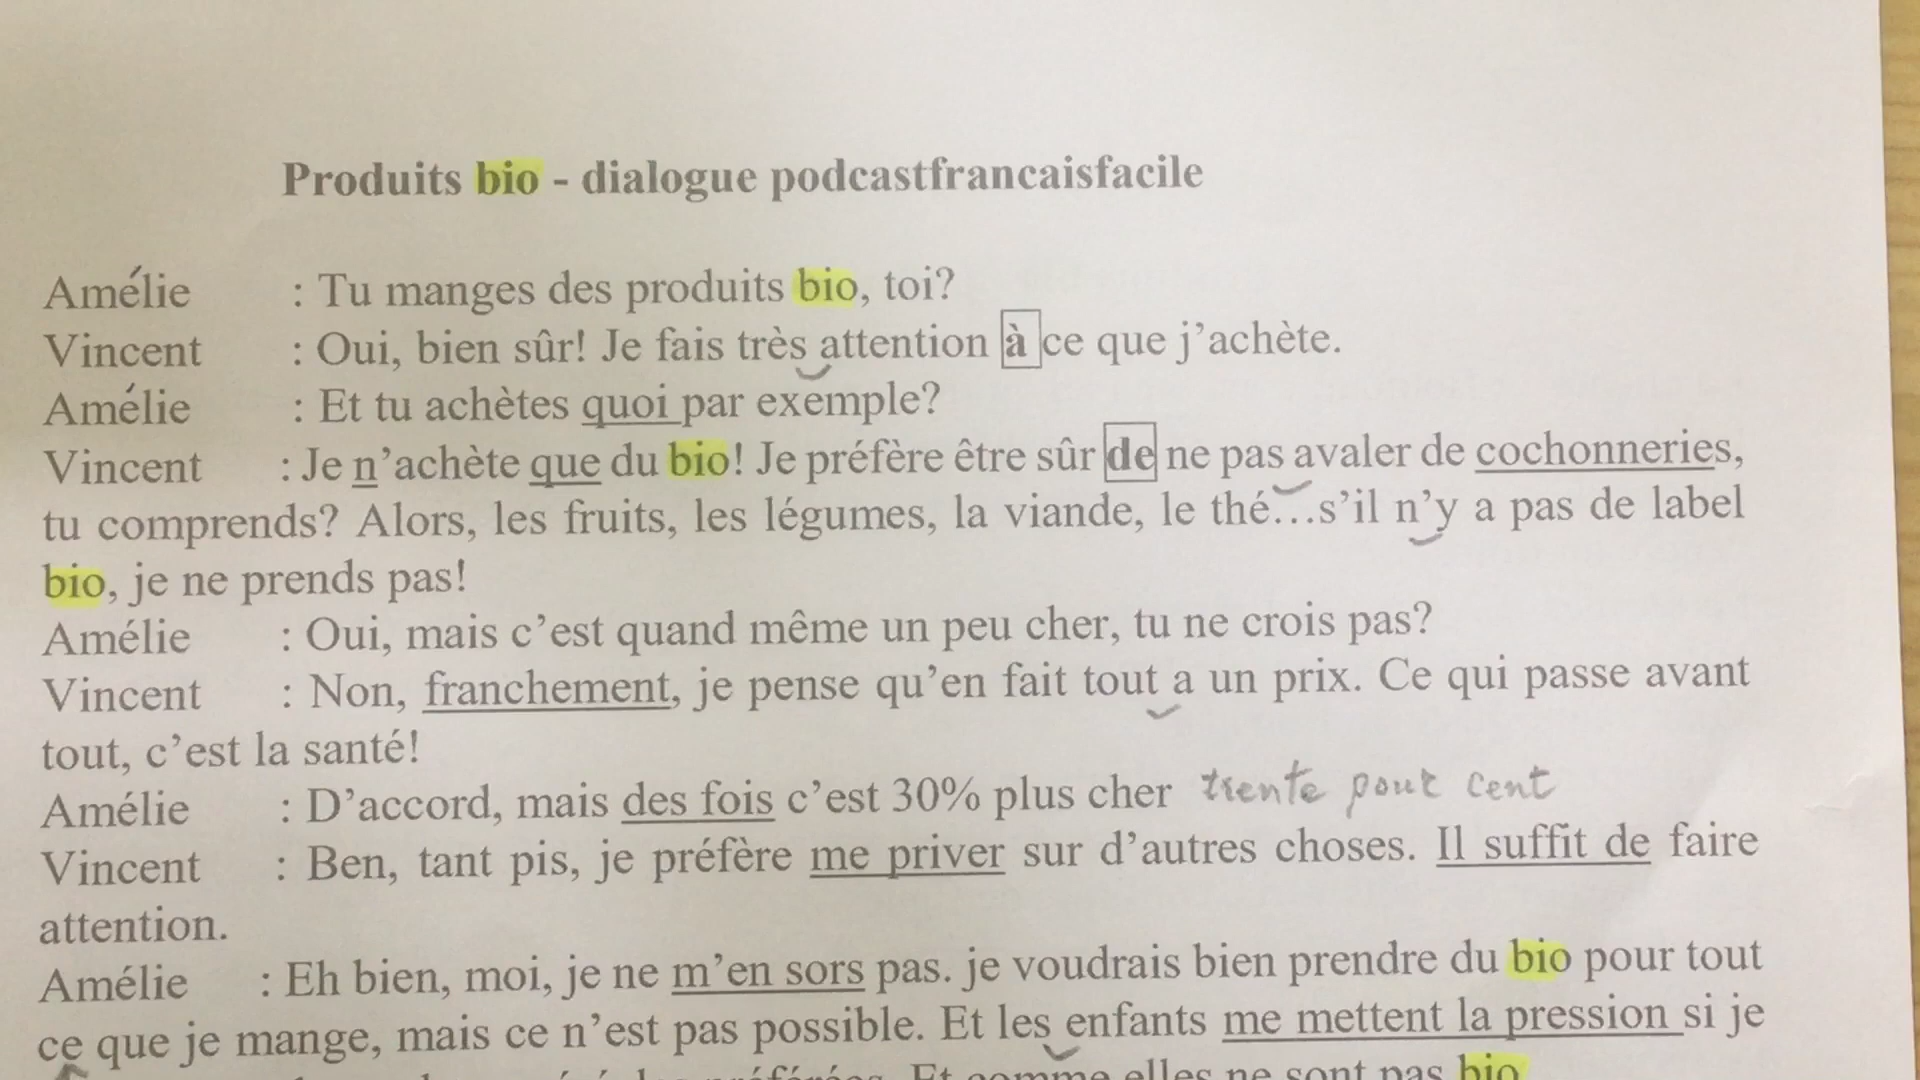 Produits bio - dialogue podcastfrancaisfacile
Amélie : Tu manges des produits bio, toi?
Vincent : Oui, bien sûr! Je fais très attention à ce que j’achète.
Amélie : Et tu achètes quoi par exemple?
Vincent : Je n’achète que du bio! Je préfère être sûr de ne pas avaler de cochonneries,
tu comprends? Alors, les fruits, les légumes, la viande, le thé…s’il n’y a pas de label
bio, je ne prends pas!
Amélie : Oui, mais c’est quand même un peu cher, tu ne crois pas?
Vincent : Non, franchement, je pense qu’en fait tout a un prix. Ce qui passe avant
tout, c’est la santé!
Amélie : D’accord, mais des fois c’est 30% plus cher trente pour cent
Vincent : Ben, tant pis, je préfère me priver sur d’autres choses. Il suffit de faire
attention.
Amélie : Eh bien, moi, je ne m’en sors pas. je voudrais bien prendre du bio pour tout
ce que je mange, mais ce n’est pas possible. Et les enfants me mettent la pression si je
Et comme elles ne sont pas bio